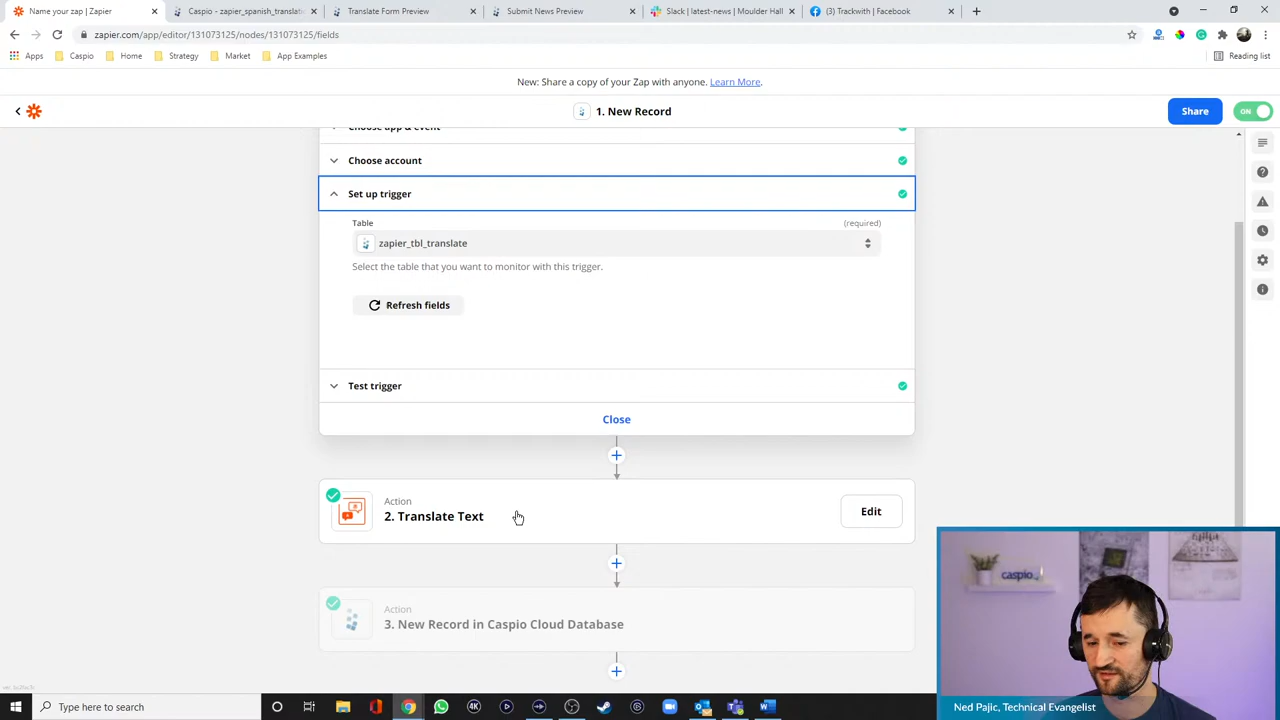 Name your zap | Zapier
Caspio - zapier_spanish_translati
Translate Form Preview
Submit News Preview
Slack | latest-news | Moulder Hall
(3) Trackwith | Facebook
zapier.com/app/editor/131073125/nodes/131073125/fields
Apps
Caspio
Home
Strategy
Market
App Examples
Reading list
New: Share a copy of your Zap with anyone. Learn More.
1. New Record
Share
ON
Choose app & event
Choose account
Set up trigger
Table
(required)
zapier_tbl_translate
Select the table that you want to monitor with this trigger.
Refresh fields
Test trigger
Close
Action
2. Translate Text
Edit
Action
3. New Record in Caspio Cloud Database
caspio
Type here to search
4K
Ned Pajic, Technical Evangelist